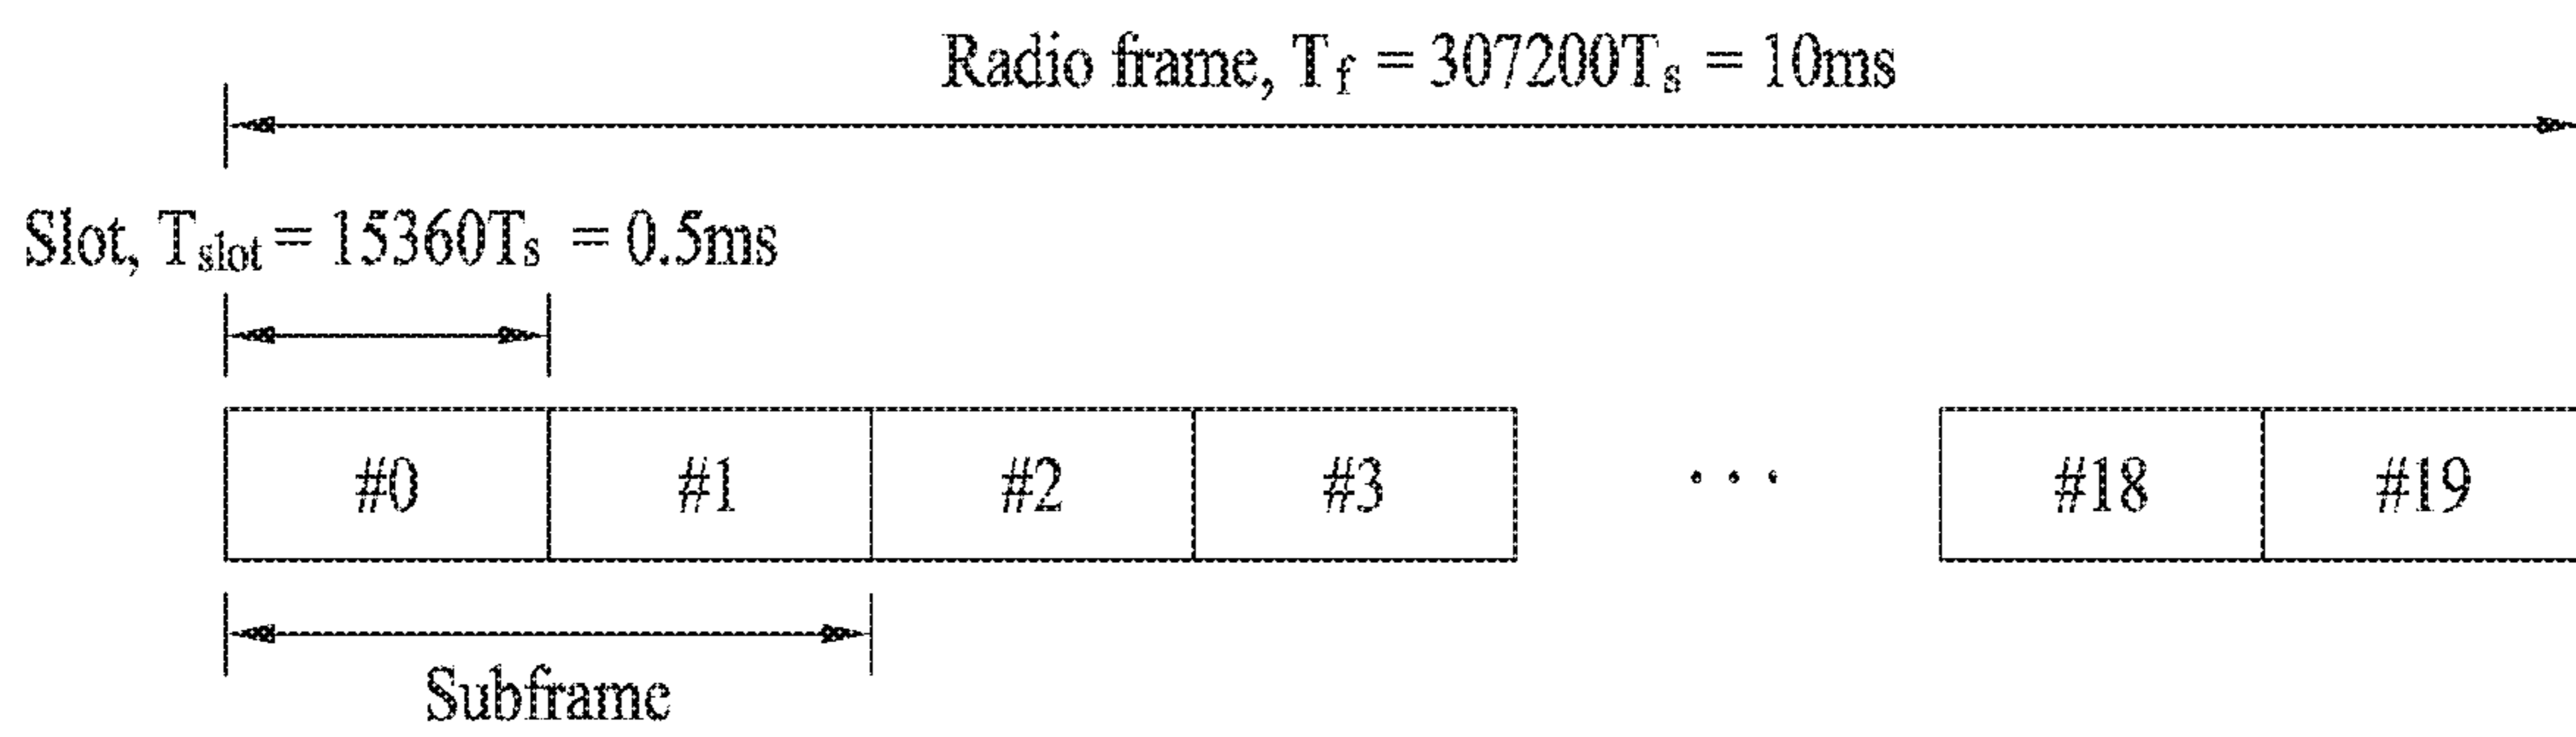 Radio frame, Tf = 307200Ts = 10ms
Slot, Tslot = 15360Ts = 0.5ms
#0 #1 #2 #3 ... #18 #19
Subframe